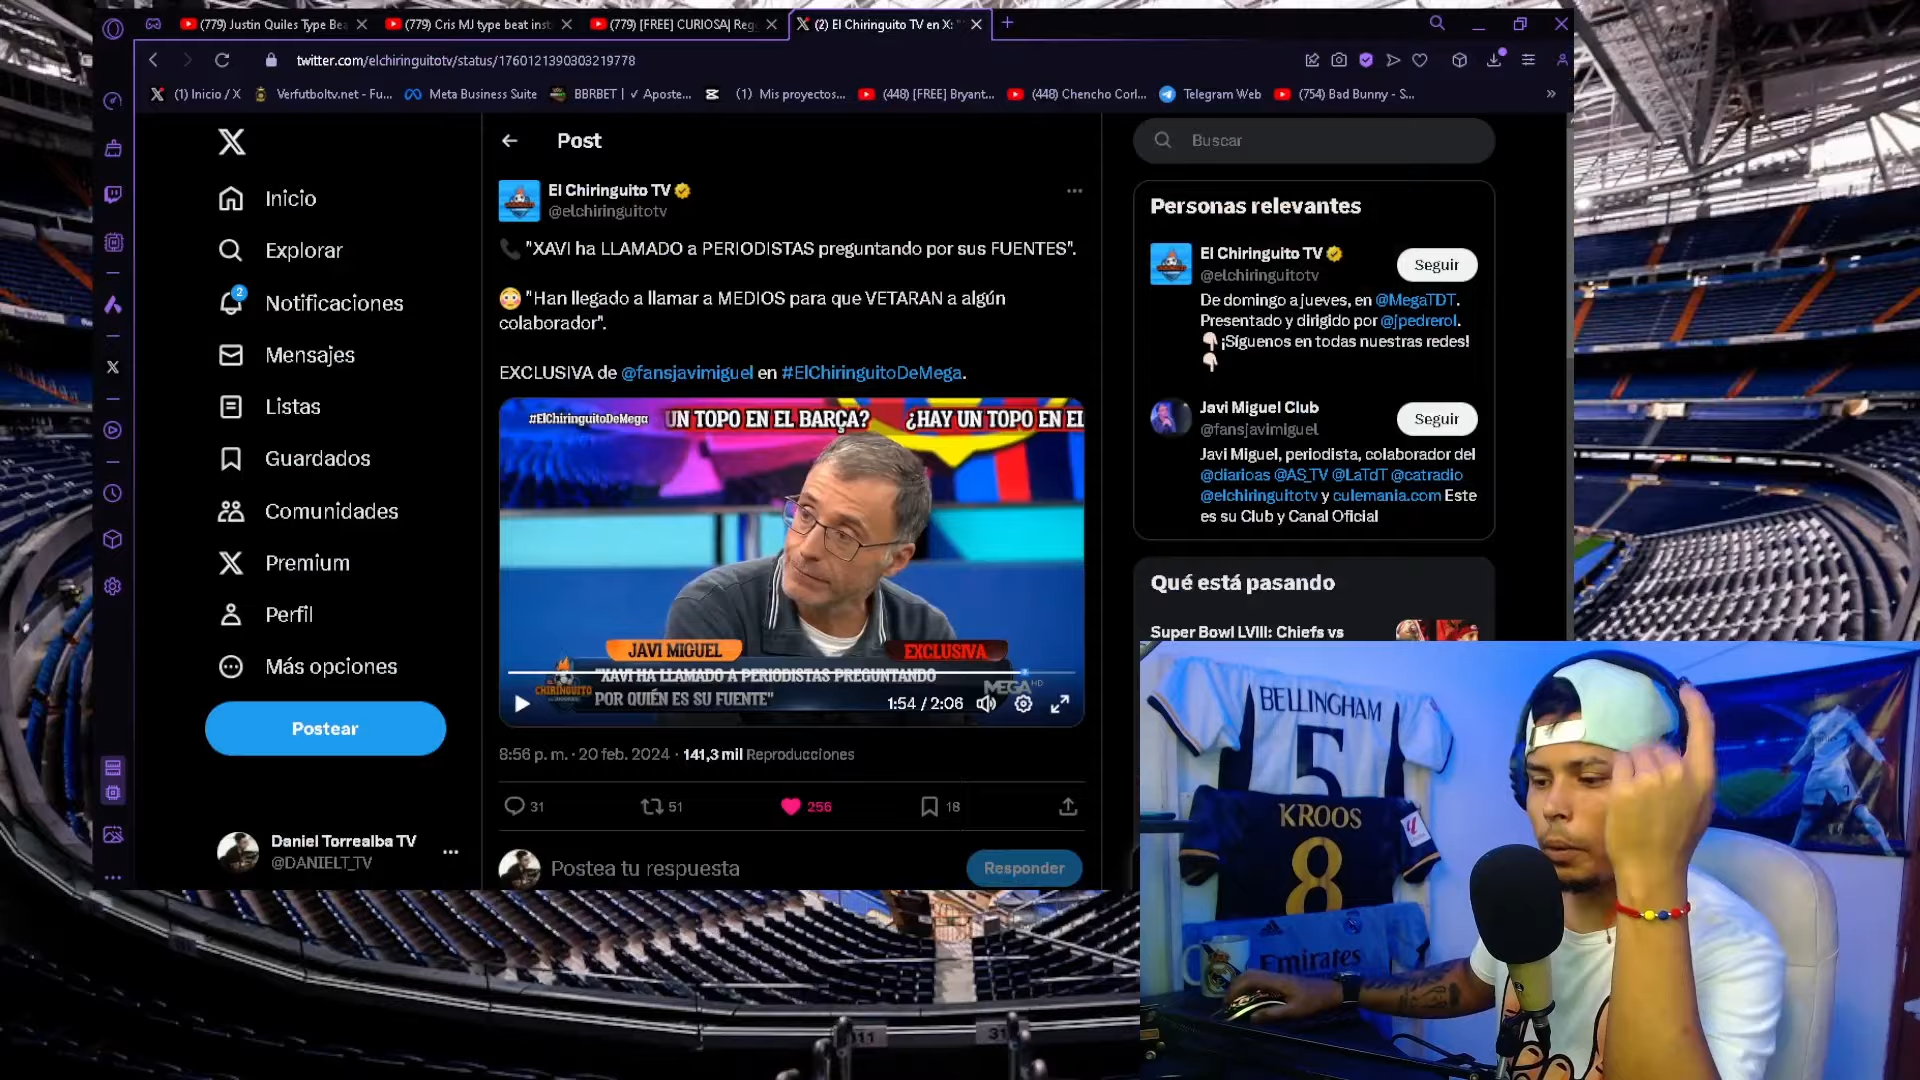 (779) Justin Quiles Type Bea
(779) Cris MJ type beat inst
(779) [FREE] CURIOSA| Reg
(2) El Chiringuito TV en X: "
twitter.com/elchiringuitotv/status/1760121390303219778
(1) Inicio / X
Verfutboltv.net - Fu...
Meta Business Suite
BBRBET | ✓ Aposte...
(1) Mis proyectos...
(448) [FREE] Bryant...
(448) Chencho Corl...
Telegram Web
(754) Bad Bunny - S...
»
Inicio
Explorar
2
Notificaciones
Mensajes
Listas
Guardados
Comunidades
Premium
Perfil
Más opciones
Postear
Daniel Torrealba TV
@DANIELT_TV
Post
El Chiringuito TV
@elchiringuitotv
📞 "XAVI ha LLAMADO a PERIODISTAS preguntando por sus FUENTES".
😳 "Han llegado a llamar a MEDIOS para que VETARAN a algún
colaborador".
EXCLUSIVA de @fansjavimiguel en #ElChiringuitoDeMega.
#ElChiringuitoDeMega UN TOPO EN EL BARÇA? ¿HAY UN TOPO EN EL
JAVI MIGUEL
EXCLUSIVA
"XAVI HA LLAMADO A PERIODISTAS PREGUNTANDO
POR QUIÉN ES SU FUENTE"
CHIRINGUITO
MEGA HD
1:54 / 2:06
8:56 p. m. · 20 feb. 2024 · 141,3 mil Reproducciones
31
51
256
18
Postea tu respuesta
Responder
Buscar
Personas relevantes
El Chiringuito TV
@elchiringuitotv
Seguir
De domingo a jueves, en @MegaTDT.
Presentado y dirigido por @jpedrerol.
👇¡Síguenos en todas nuestras redes!
👇
Javi Miguel Club
@fansjavimiguel
Seguir
Javi Miguel, periodista, colaborador del
@diarioas @AS_TV @LaTdT @catradio
@elchiringuitotv y culemania.com Este
es su Club y Canal Oficial
Qué está pasando
Super Bowl LVIII: Chiefs vs
BELLINGHAM
5
KROOS
8
Emirates
11
31